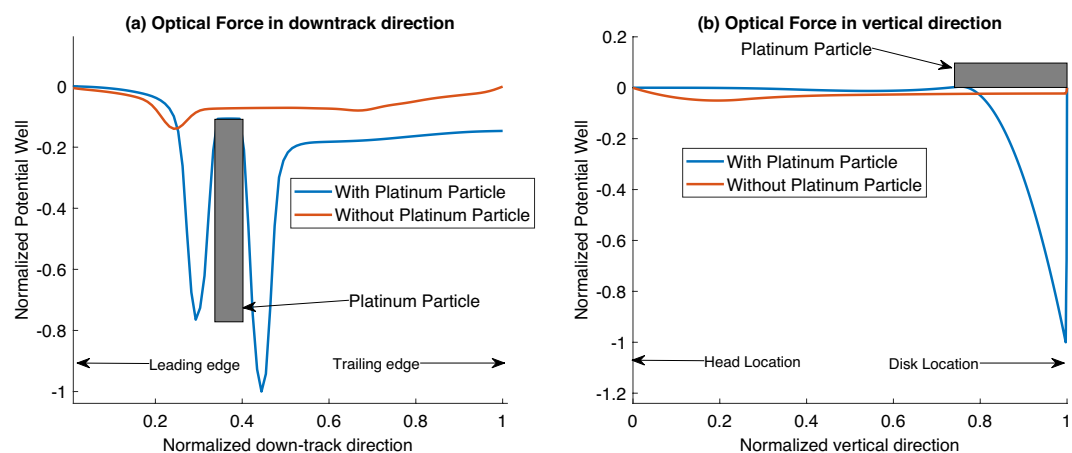 (a) Optical Force in downtrack direction
0
-0.2
-0.4
-0.6
-0.8
-1
Normalized Potential Well
With Platinum Particle
Without Platinum Particle
Platinum Particle
Leading edge
Trailing edge
0.2
0.4
0.6
0.8
1
Normalized down-track direction
(b) Optical Force in vertical direction
Platinum Particle
0.2
0
-0.2
-0.4
-0.6
-0.8
-1
-1.2
Normalized Potential Well
With Platinum Particle
Without Platinum Particle
Head Location
Disk Location
0
0.2
0.4
0.6
0.8
1
Normalized vertical direction